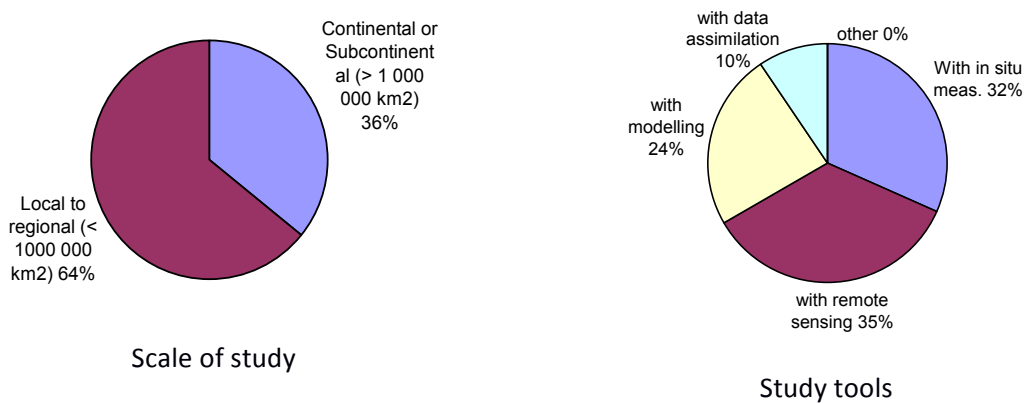 Continental or
Subcontinent
al (> 1 000
000 km2)
36%
Local to
regional (<
1000 000
km2) 64%
Scale of study
with data
assimilation
10%
other 0%
With in situ
meas. 32%
with
modelling
24%
with remote
sensing 35%
Study tools